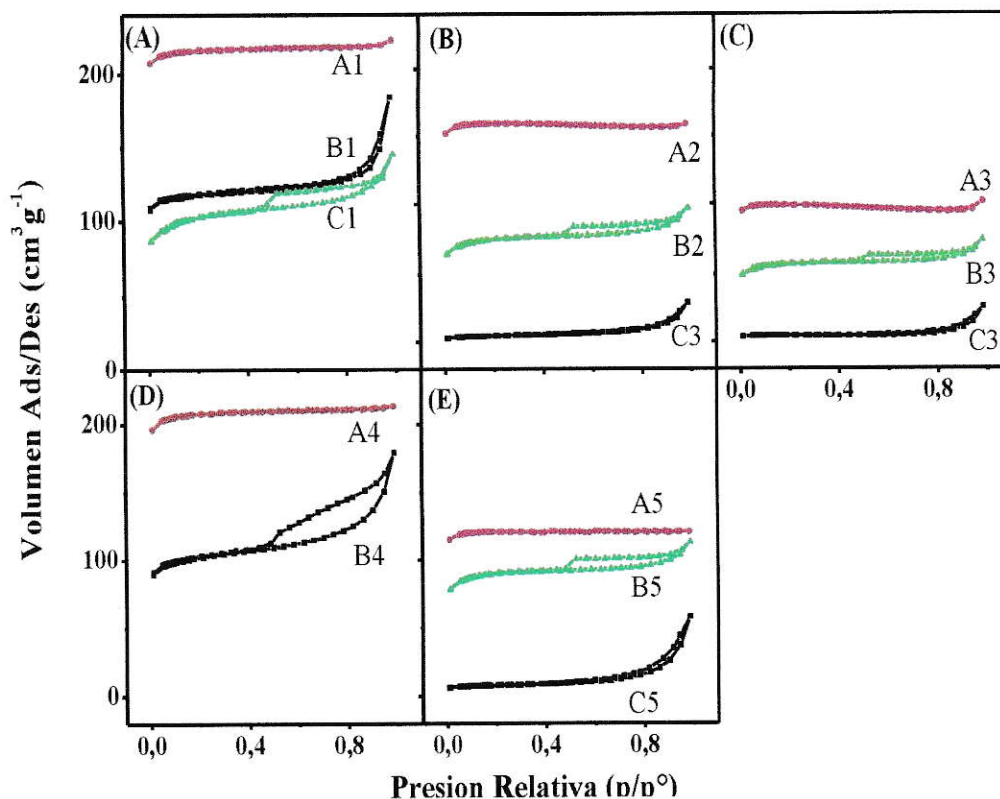 (A)
(B)
(C)
200
100
0
A1
B1
C1
A2
B2
C3
A3
B3
C3
0,0
0,4
0,8
(D)
(E)
200
100
0
A4
B4
A5
B5
C5
0,0
0,4
0,8
0,0
0,4
0,8
Volumen Ads/Des (cm³g⁻¹)
Presion Relativa (p/p°)